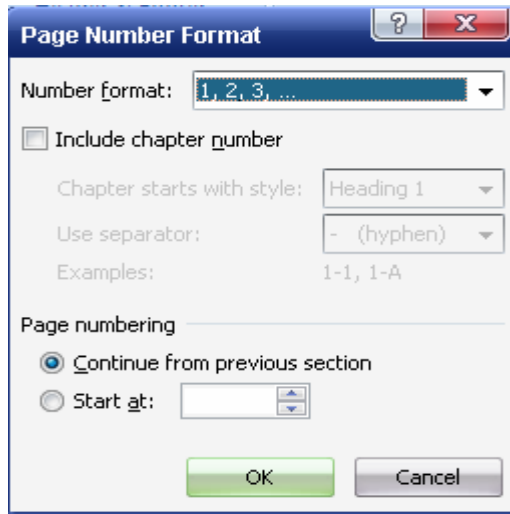 Page Number Format
Number format: 1, 2, 3, ...
Include chapter number
Chapter starts with style: Heading 1
Use separator: - (hyphen)
Examples: 1-1, 1-A
Page numbering
Continue from previous section
Start at:
OK Cancel